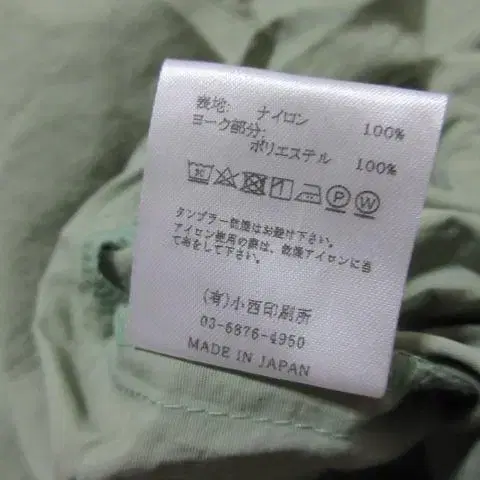 表地: ナイロン 100%
ヨーク部分:
ポリエステル 100%
P W
タンブラー乾燥はお避け下さい。
アイロン使用の際は、乾燥アイロンに当
て布をして下さい。
(有)小西印刷所
03-6876-4950
MADE IN JAPAN